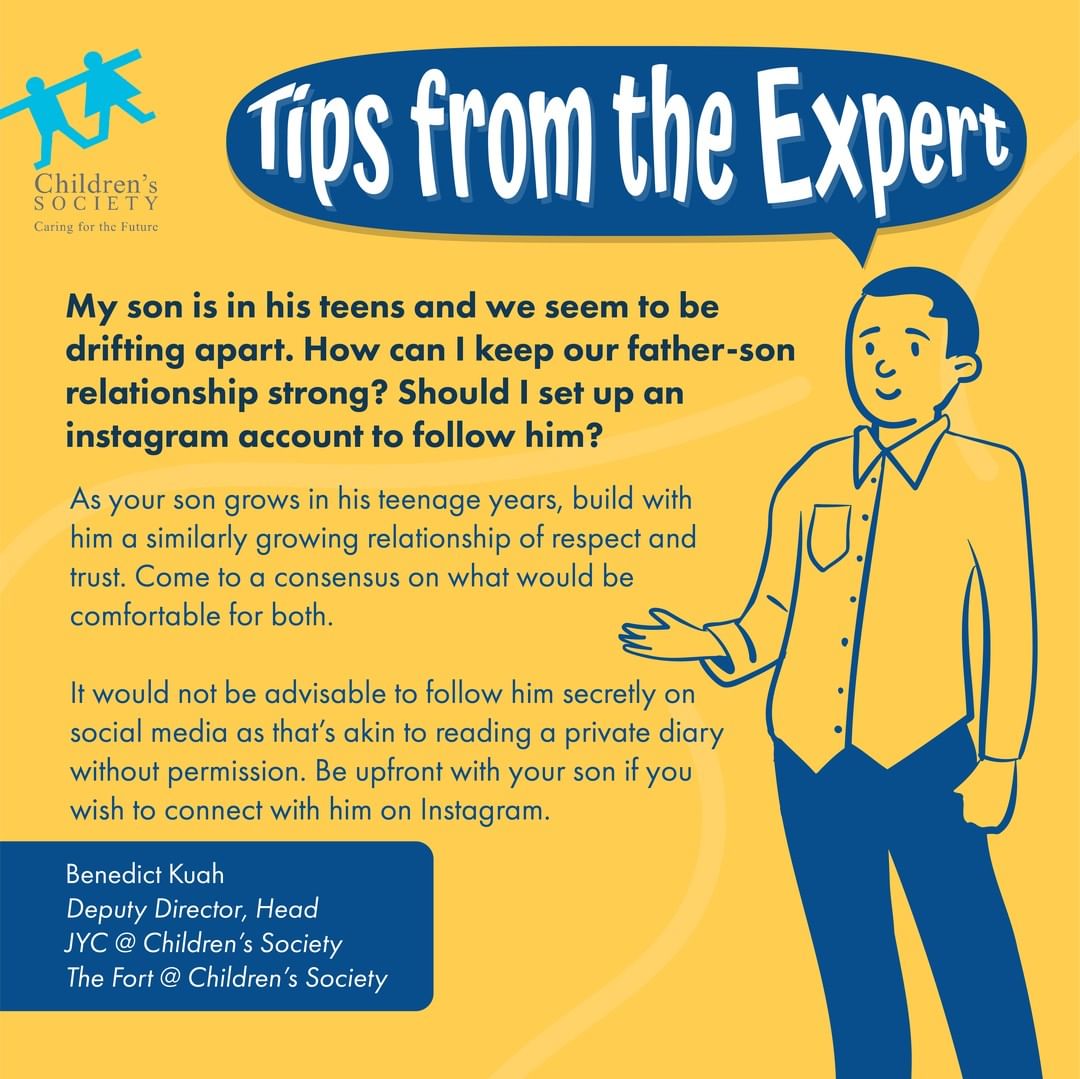 Children's
SOCIETY
Caring for the Future
Tips from the Expert
My son is in his teens and we seem to be
drifting apart. How can I keep our father-son
relationship strong? Should I set up an
instagram account to follow him?
As your son grows in his teenage years, build with
him a similarly growing relationship of respect and
trust. Come to a consensus on what would be
comfortable for both.
It would not be advisable to follow him secretly on
social media as that's akin to reading a private diary
without permission. Be upfront with your son if you
wish to connect with him on Instagram.
Benedict Kuah
Deputy Director, Head
JYC @ Children's Society
The Fort @ Children's Society